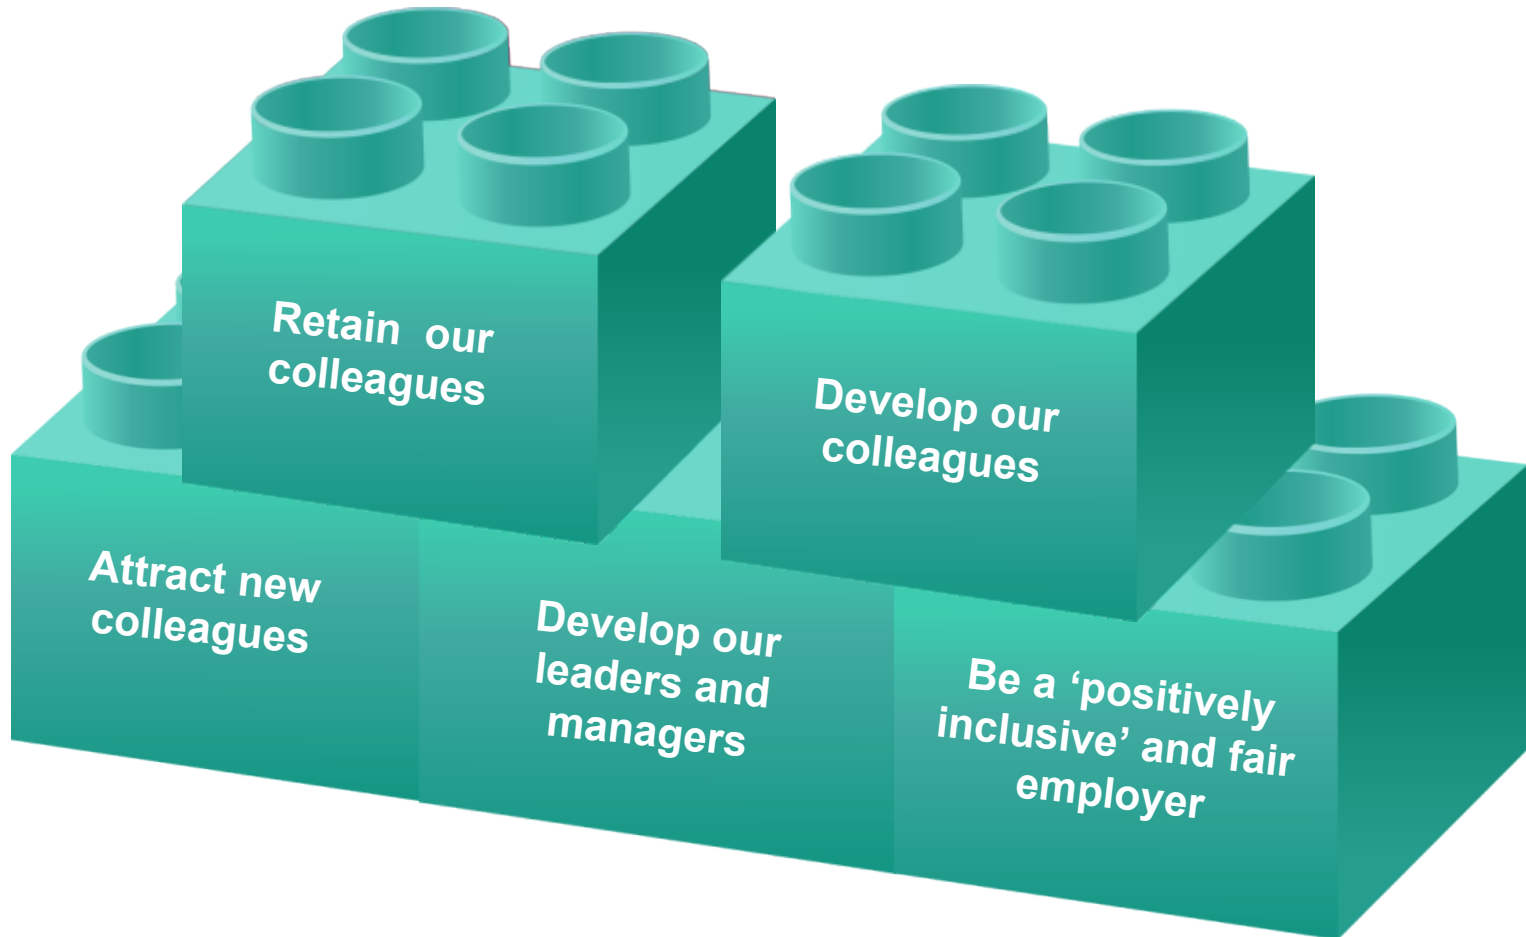 Retain  our
colleagues
Develop our
colleagues
Attract new
colleagues
Develop our
leaders and
managers
Be a ‘positively
inclusive’ and fair
employer